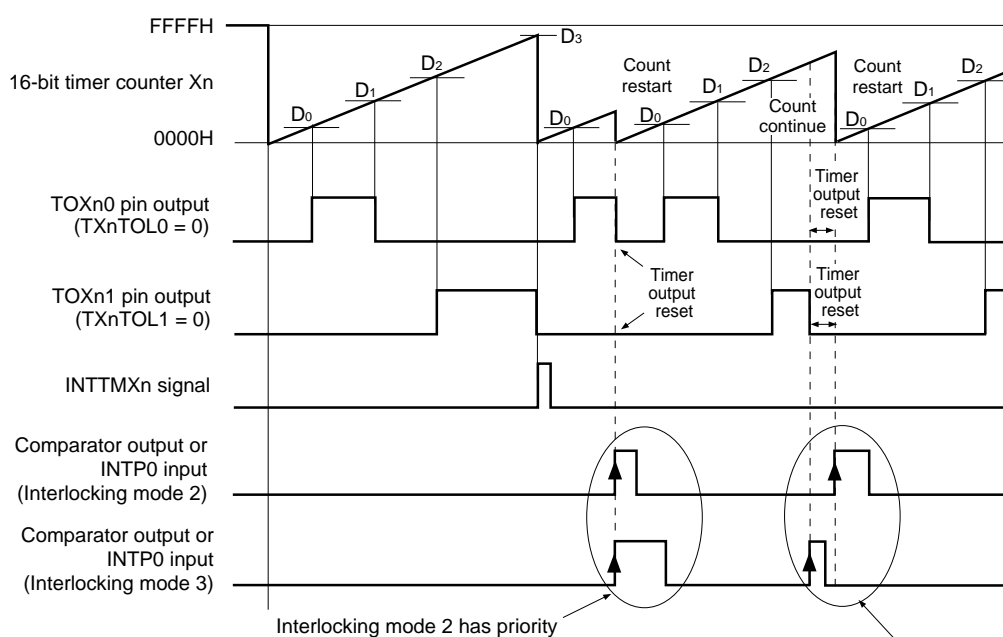 FFFFH
16-bit timer counter Xn
0000H
D0
D1
D2
D3
D0
Count
restart
D0
D1
D2
Count
continue
Count
restart
D0
D1
D2
TOXn0 pin output
(TXnTOL0 = 0)
Timer
output
reset
TOXn1 pin output
(TXnTOL1 = 0)
Timer
output
reset
Timer
output
reset
INTTMXn signal
Comparator output or
INTP0 input
(Interlocking mode 2)
Comparator output or
INTP0 input
(Interlocking mode 3)
Interlocking mode 2 has priority